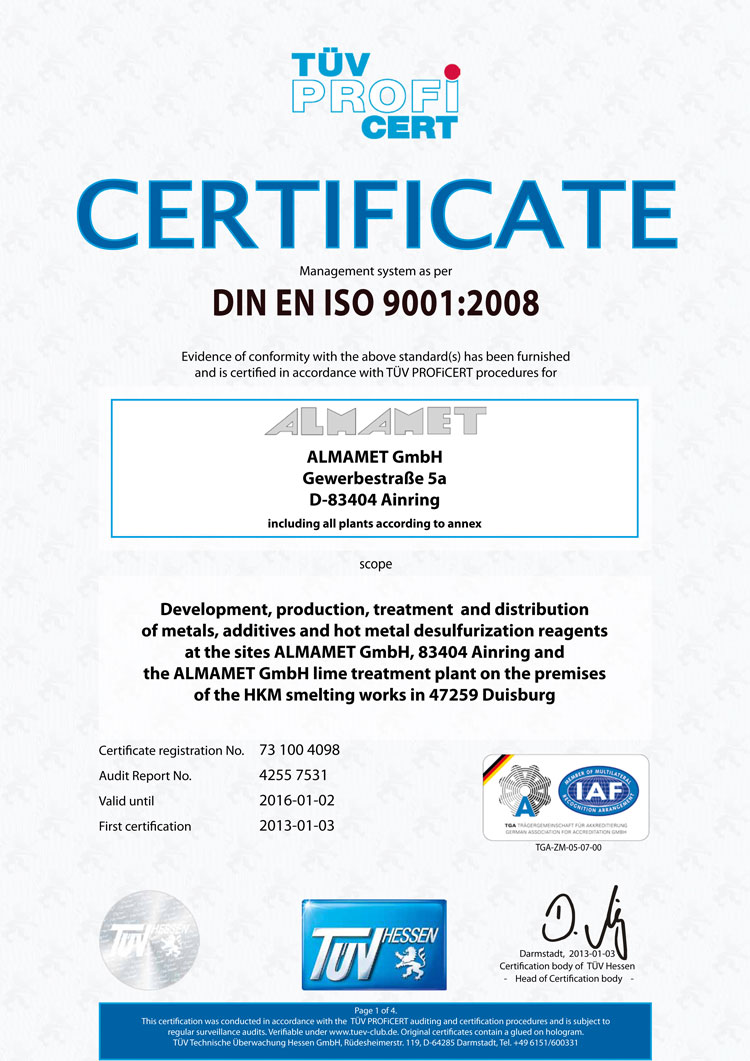 TÜV
PROFi
CERT
CERTIFICATE
Management system as per
DIN EN ISO 9001:2008
Evidence of conformity with the above standard(s) has been furnished
and is certified in accordance with TÜV PROFiCERT procedures for
ALMAMET
ALMAMET GmbH
Gewerbestraße 5a
D-83404 Ainring
including all plants according to annex
scope
Development, production, treatment and distribution
of metals, additives and hot metal desulfurization reagents
at the sites ALMAMET GmbH, 83404 Ainring and
the ALMAMET GmbH lime treatment plant on the premises
of the HKM smelting works in 47259 Duisburg
Certificate registration No. 73 100 4098
Audit Report No. 4255 7531
Valid until 2016-01-02
First certification 2013-01-03
A
MEMBER OF MULTILATERAL
IAF
RECOGNITION ARRANGEMENT
TGA TRÄGERGEMEINSCHAFT FÜR AKKREDITIERUNG
GERMAN ASSOCIATION FOR ACCREDITATION GMBH
TGA-ZM-05-07-00
TÜV HESSEN
TÜV HESSEN
Darmstadt, 2013-01-03
Certification body of TÜV Hessen
- Head of Certification body -
Page 1 of 4.
This certification was conducted in accordance with the TÜV PROFiCERT auditing and certification procedures and is subject to
regular surveillance audits. Verifiable under www.tuev-club.de. Original certificates contain a glued on hologram.
TÜV Technische Überwachung Hessen GmbH, Rüdesheimerstr. 119, D-64285 Darmstadt, Tel. +49 6151/600331